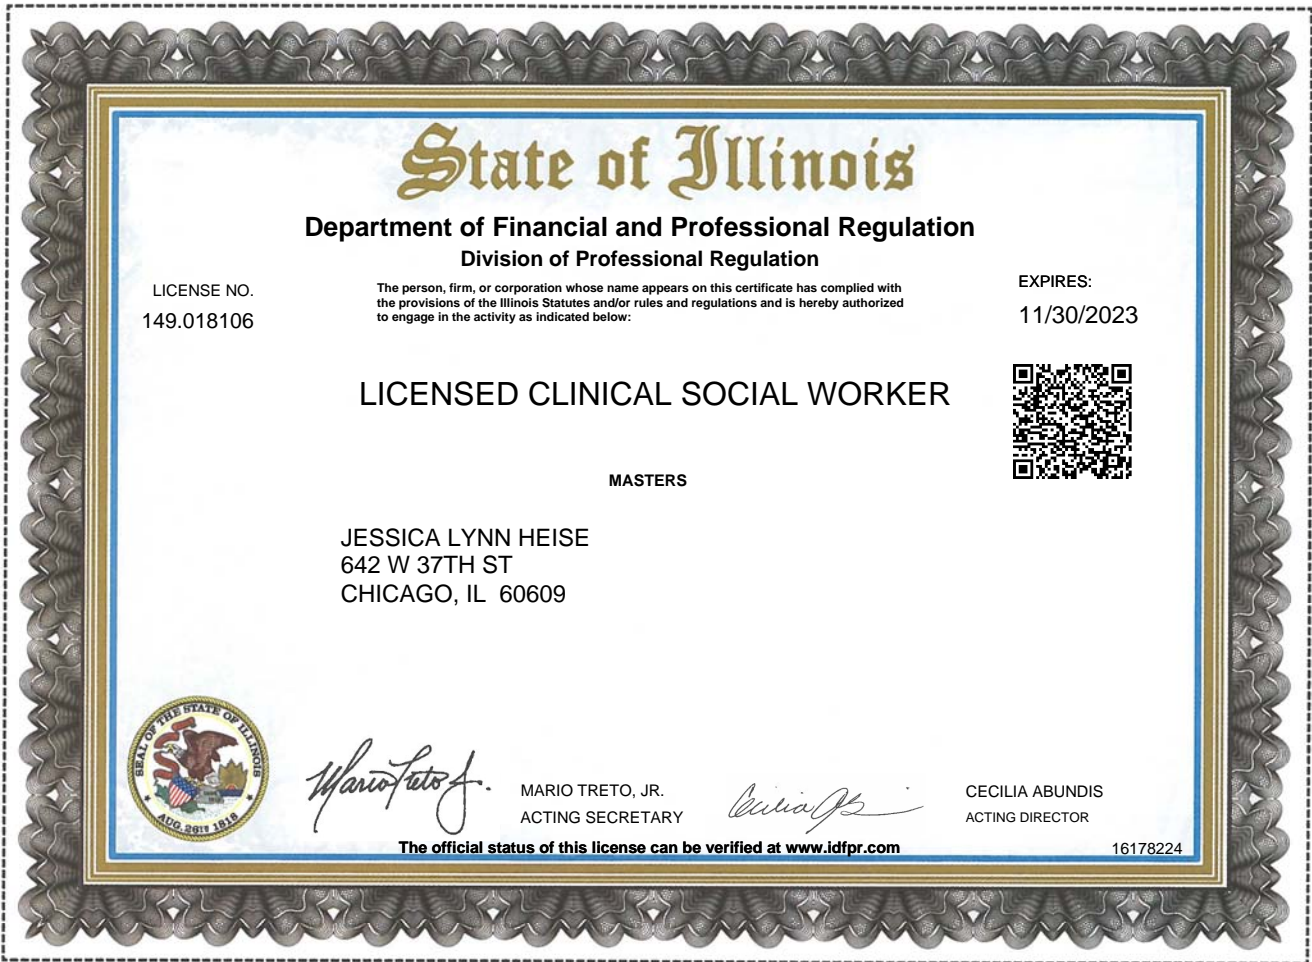 State of Illinois
Department of Financial and Professional Regulation
Division of Professional Regulation
LICENSE NO.
149.018106
The person, firm, or corporation whose name appears on this certificate has complied with
the provisions of the Illinois Statutes and/or rules and regulations and is hereby authorized
to engage in the activity as indicated below:
EXPIRES:
11/30/2023
LICENSED CLINICAL SOCIAL WORKER
MASTERS
JESSICA LYNN HEISE
642 W 37TH ST
CHICAGO, IL  60609
SEAL OF THE STATE OF ILLINOIS
AUG. 26TH 1818
Mario Treto Jr.
MARIO TRETO, JR.
ACTING SECRETARY
CECILIA ABUNDIS
ACTING DIRECTOR
The official status of this license can be verified at www.idfpr.com
16178224